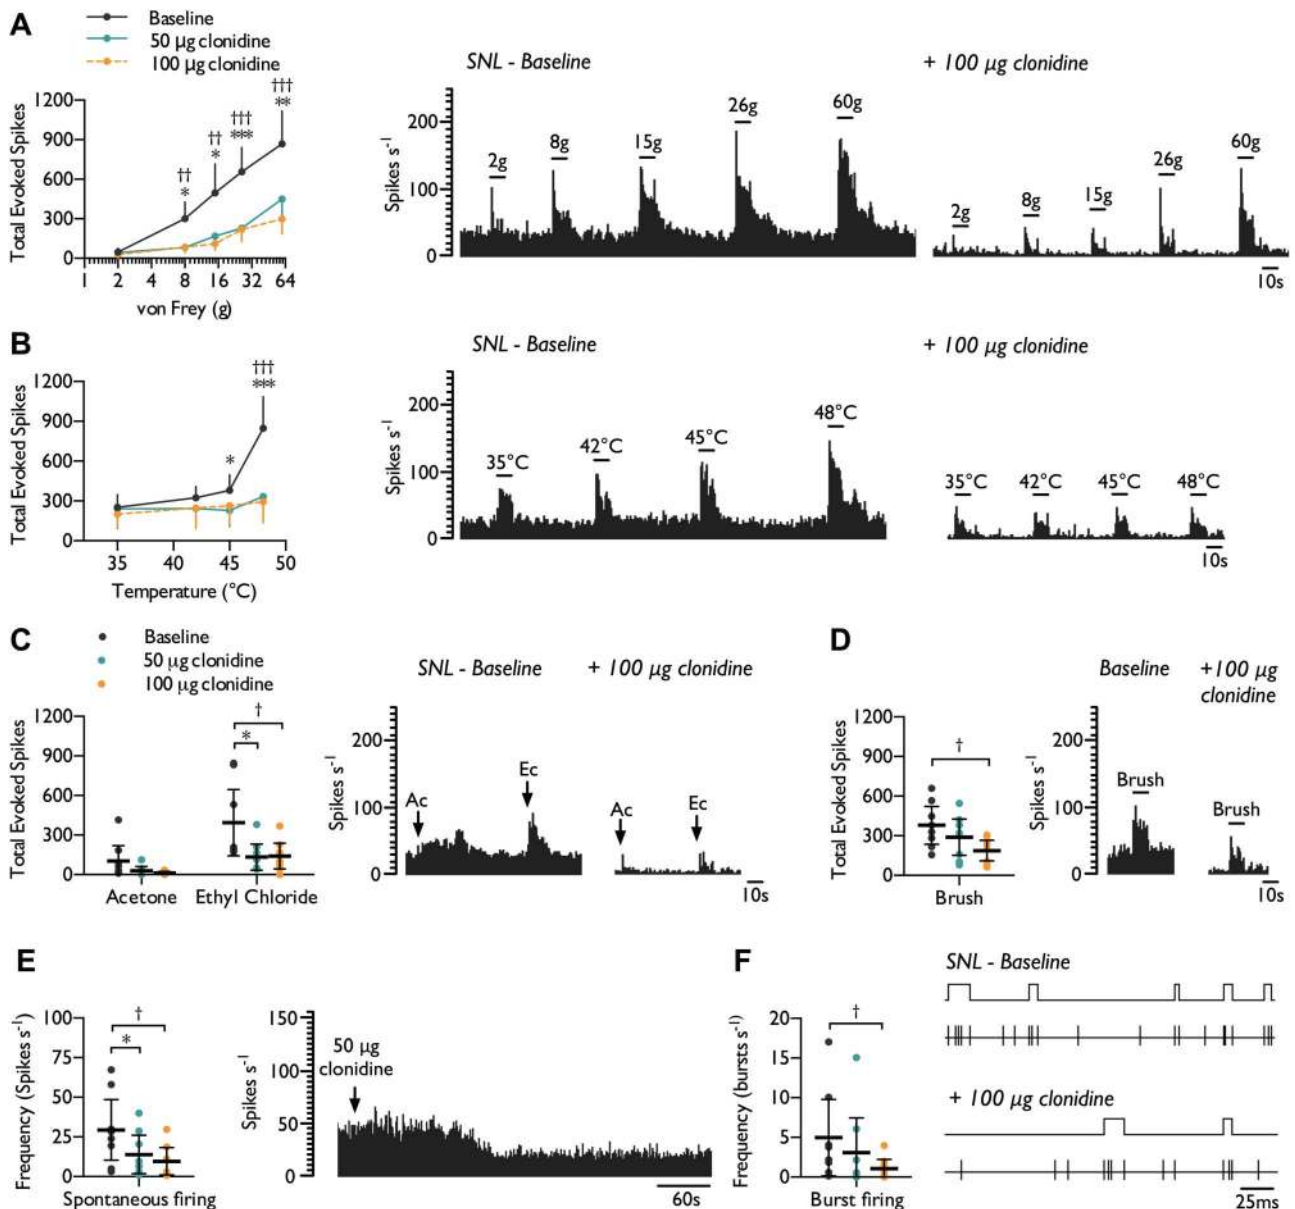 A
Baseline
50 μg clonidine
100 μg clonidine
Total Evoked Spikes
1200
900
600
300
0
††
*
††
*
†††
***
†††
**
1 2 4 8 16 32 64
von Frey (g)
SNL - Baseline
+ 100 μg clonidine
Spikes s⁻¹
200
100
0
2g
8g
15g
26g
60g
2g
8g
15g
26g
60g
10s
B
Total Evoked Spikes
1200
900
600
300
0
*
†††
***
35 40 45 50
Temperature (°C)
SNL - Baseline
+ 100 μg clonidine
Spikes s⁻¹
200
100
0
35°C
42°C
45°C
48°C
35°C 42°C 45°C 48°C
10s
C
Baseline
50 μg clonidine
100 μg clonidine
Total Evoked Spikes
1200
900
600
300
0
†
*
Acetone Ethyl Chloride
SNL - Baseline
+ 100 μg clonidine
Spikes s⁻¹
200
100
0
Ac
Ec
Ac
Ec
10s
D
Total Evoked Spikes
1200
900
600
300
0
†
Brush
Baseline
+100 μg
clonidine
Spikes s⁻¹
200
100
0
Brush
Brush
10s
E
Frequency (Spikes s⁻¹)
100
75
50
25
0
†
*
Spontaneous firing
Spikes s⁻¹
150
100
50
0
50 μg
clonidine
60s
F
Frequency (bursts s⁻¹)
20
15
10
5
0
†
Burst firing
SNL - Baseline
+ 100 μg clonidine
25ms